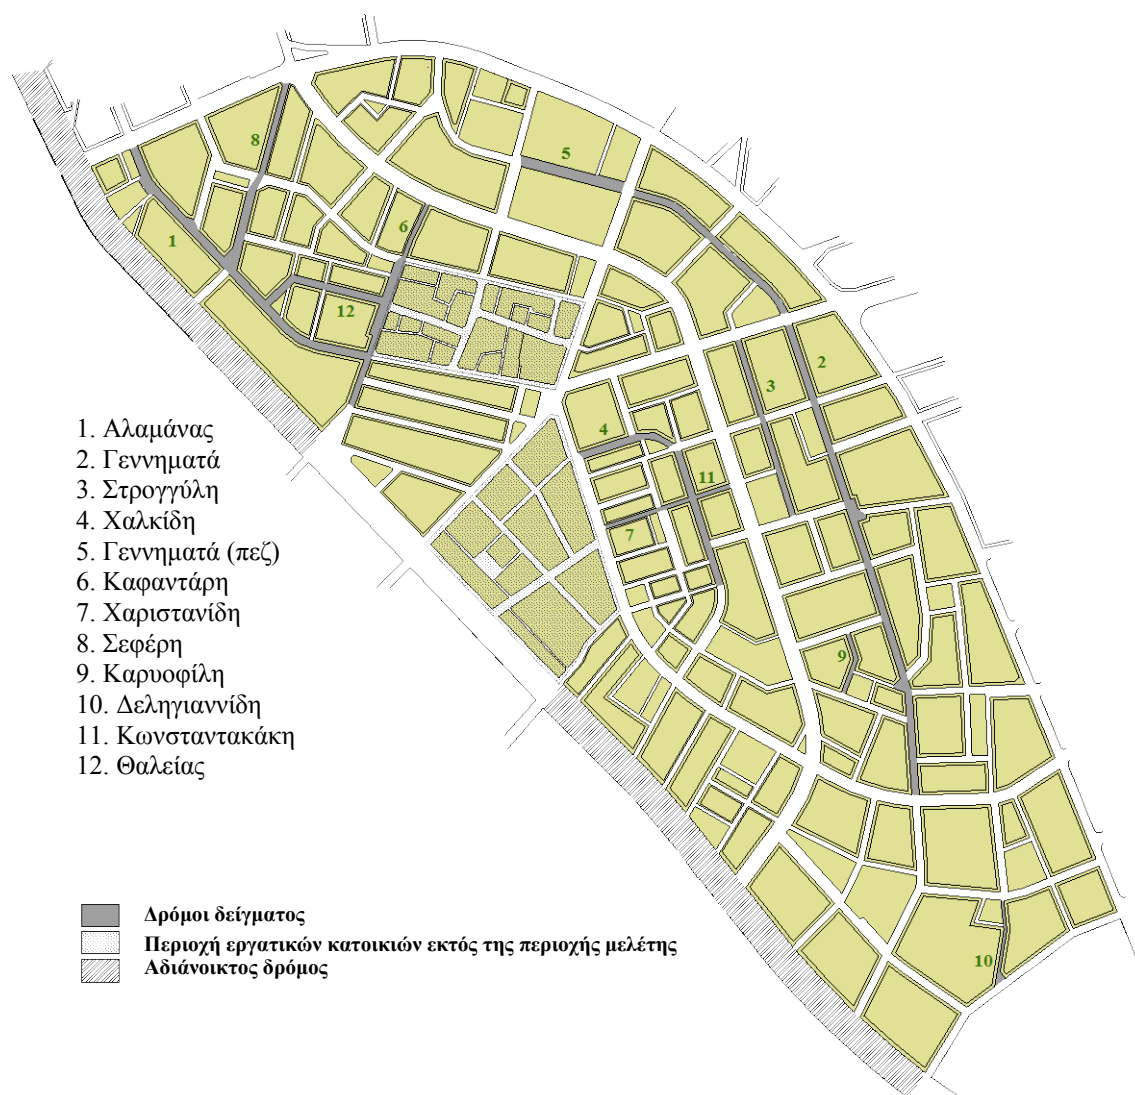 8
5
6
1
12
2
3
4
11
7
9
10
1. Αλαμάνας
2. Γεννηματά
3. Στρογγύλη
4. Χαλκίδη
5. Γεννηματά (πεζ)
6. Καφαντάρη
7. Χαριστανίδη
8. Σεφέρη
9. Καρυοφίλη
10. Δεληγιαννίδη
11. Κωνσταντακάκη
12. Θαλείας
Δρόμοι δείγματος
Περιοχή εργατικών κατοικιών εκτός της περιοχής μελέτης
Αδιάνοικτος δρόμος